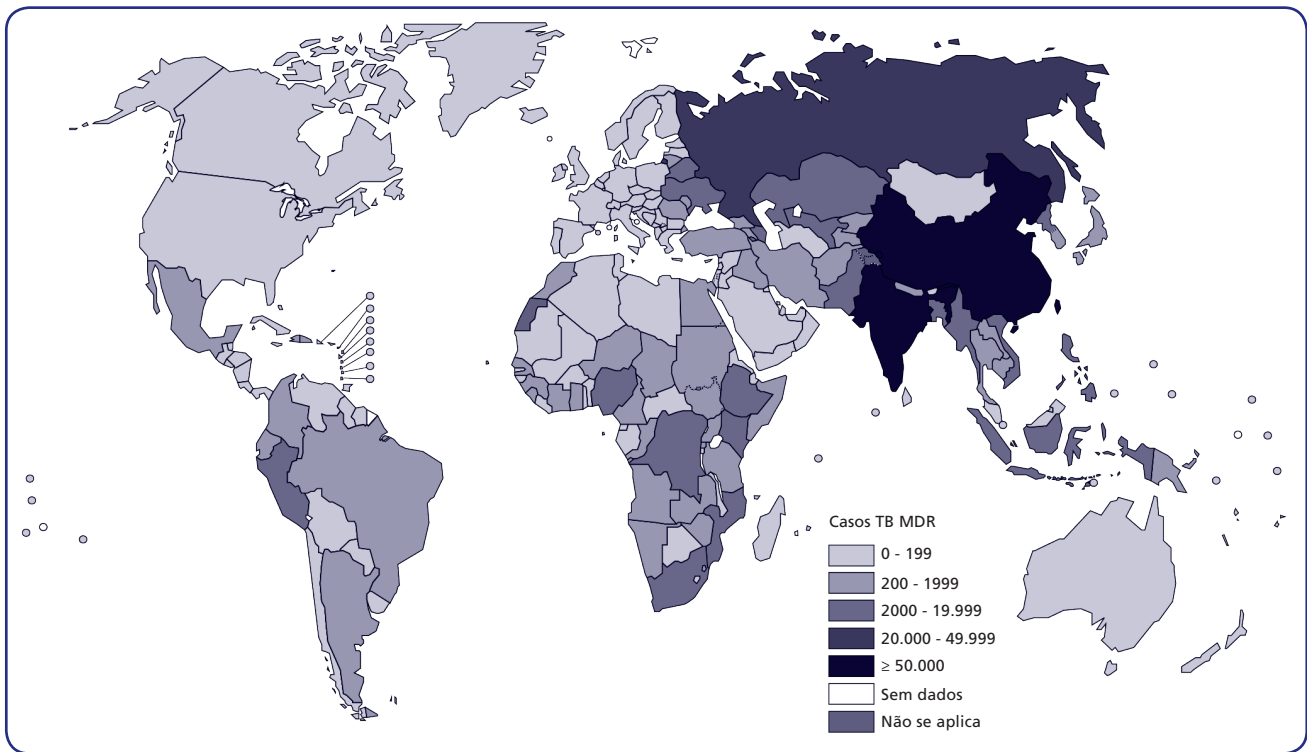 Casos TB MDR
0 - 199
200 - 1999
2000 - 19.999
20.000 - 49.999
≥ 50.000
Sem dados
Não se aplica